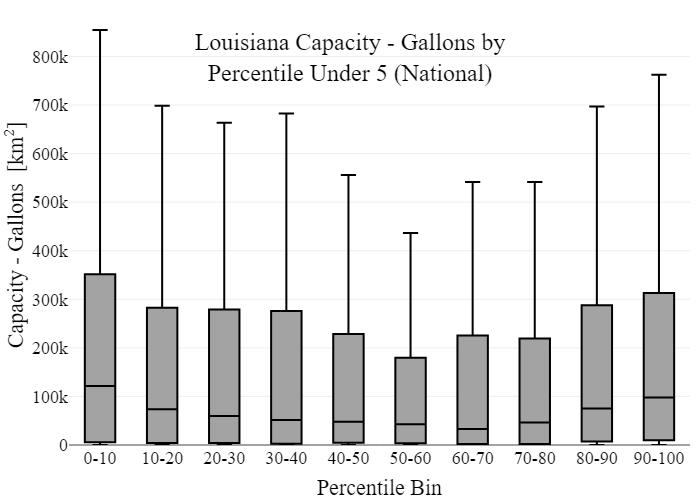 Louisiana Capacity - Gallons by
Percentile Under 5 (National)
Capacity - Gallons [km²]
800k
700k
600k
500k
400k
300k
200k
100k
0
0-10 10-20 20-30 30-40 40-50 50-60 60-70 70-80 80-90 90-100
Percentile Bin